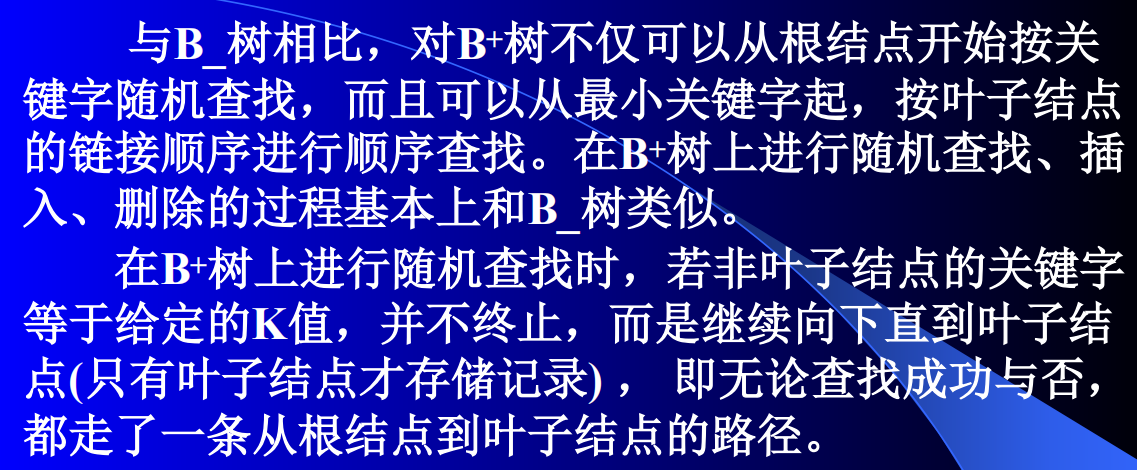 与B_树相比，对B+树不仅可以从根结点开始按关
键字随机查找，而且可以从最小关键字起，按叶子结点
的链接顺序进行顺序查找。在B+树上进行随机查找、插
入、删除的过程基本上和B_树类似。
在B+树上进行随机查找时，若非叶子结点的关键字
等于给定的K值，并不终止，而是继续向下直到叶子结
点(只有叶子结点才存储记录) ， 即无论查找成功与否，
都走了一条从根结点到叶子结点的路径。